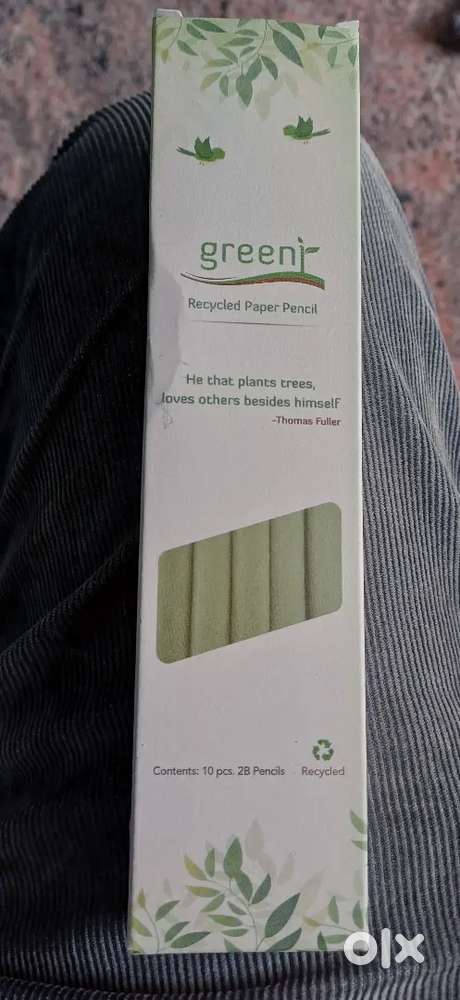 greenr
Recycled Paper Pencil
He that plants trees,
loves others besides himself
-Thomas Fuller
Contents: 10 pcs. 2B Pencils
Recycled
olx